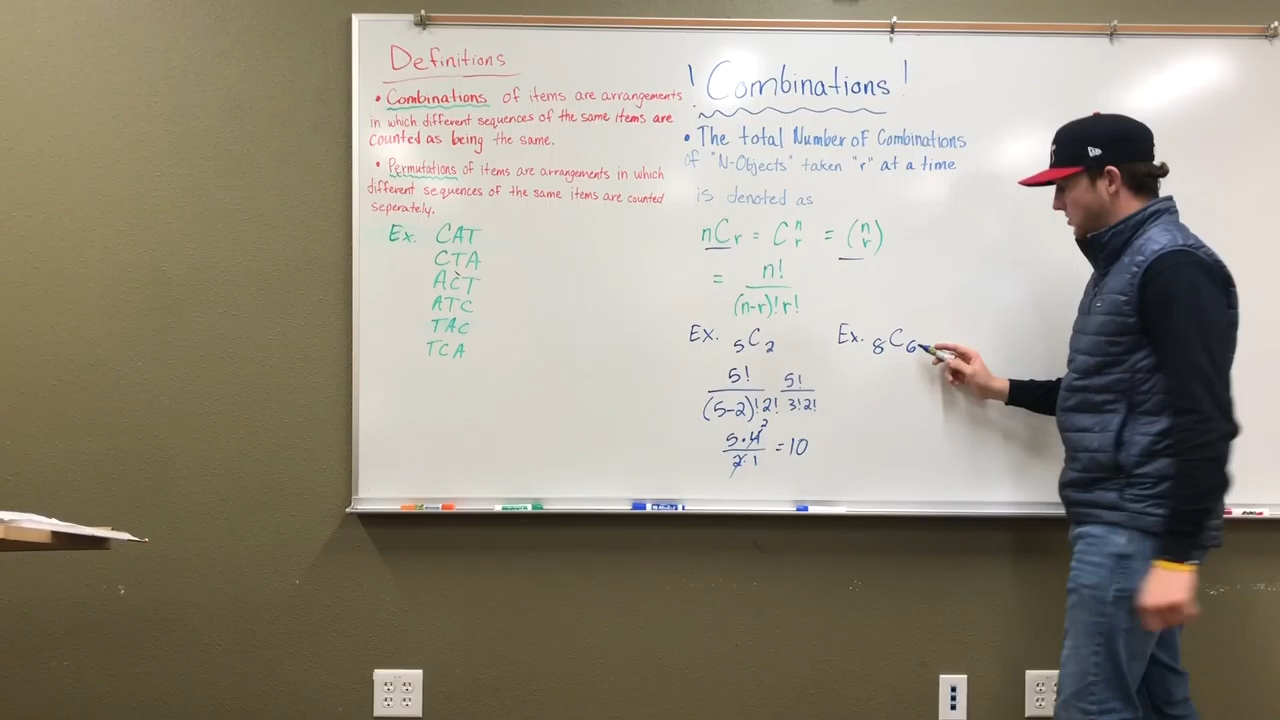 Definitions
• Combinations of items are arrangements
in which different sequences of the same items are
counted as being the same.
• Permutations of items are arrangements in which
different sequences of the same items are counted
seperately.
Ex. CAT
CTA
ACT
ATC
TAC
TCA
! Combinations !
• The total Number of Combinations
of "N-Objects" taken "r" at a time
is denoted as
nCr = C n r = (n r)
= n! / (n-r)! r!
Ex. 5C2
5! / (5-2)! 2! 5! / 3! 2!
5·4 2 / 2·1 = 10
Ex. 8C6